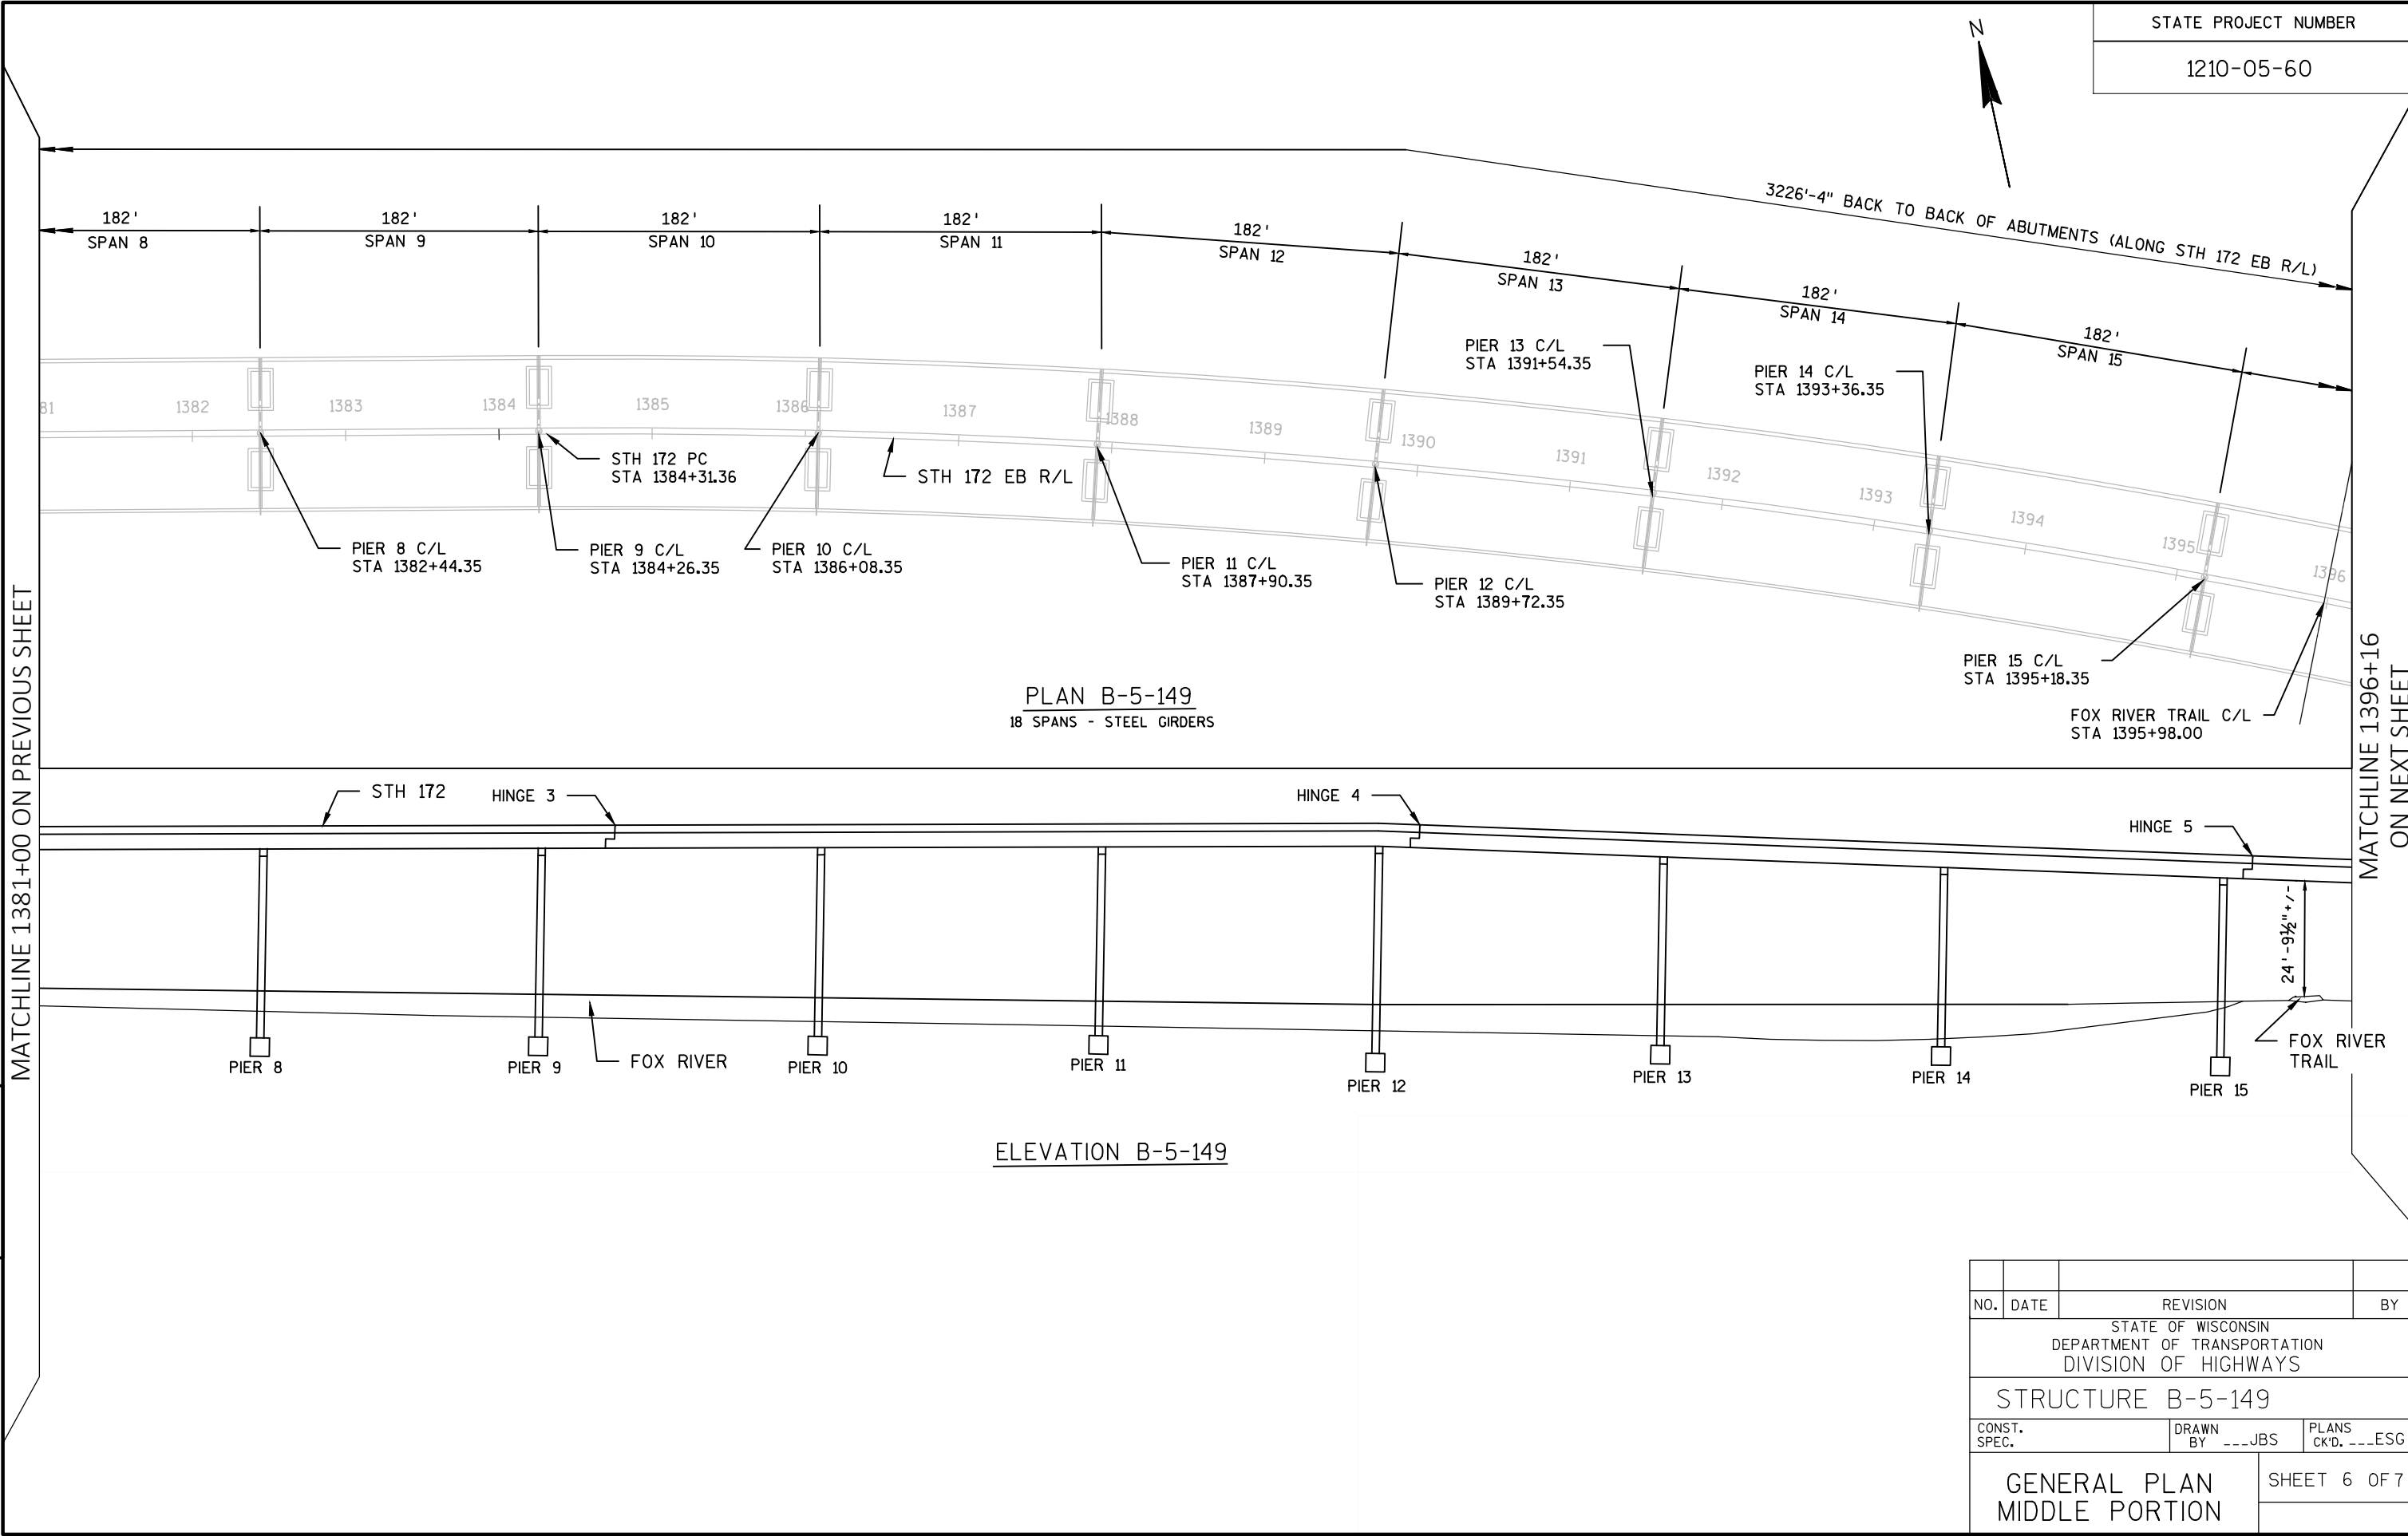 STATE PROJECT NUMBER
1210-05-60
N
3226'-4" BACK TO BACK OF ABUTMENTS (ALONG STH 172 EB R/L)
182'
SPAN 8
182'
SPAN 9
182'
SPAN 10
182'
SPAN 11
182'
SPAN 12
182'
SPAN 13
182'
SPAN 14
182'
SPAN 15
PIER 13 C/L
STA 1391+54.35
PIER 14 C/L
STA 1393+36.35
81
1382
1383
1384
1385
1386
1387
1388
1389
1390
1391
1392
1393
1394
1395
1396
STH 172 PC
STA 1384+31.36
STH 172 EB R/L
PIER 8 C/L
STA 1382+44.35
PIER 9 C/L
STA 1384+26.35
PIER 10 C/L
STA 1386+08.35
PIER 11 C/L
STA 1387+90.35
PIER 12 C/L
STA 1389+72.35
PIER 15 C/L
STA 1395+18.35
FOX RIVER TRAIL C/L
STA 1395+98.00
PLAN B-5-149
18 SPANS - STEEL GIRDERS
MATCHLINE 1381+00 ON PREVIOUS SHEET
MATCHLINE 1396+16
ON NEXT SHEET
STH 172
HINGE 3
HINGE 4
HINGE 5
24'-9½"+/-
FOX RIVER
FOX RIVER
TRAIL
PIER 8
PIER 9
PIER 10
PIER 11
PIER 12
PIER 13
PIER 14
PIER 15
ELEVATION B-5-149
NO. DATE REVISION BY
STATE OF WISCONSIN
DEPARTMENT OF TRANSPORTATION
DIVISION OF HIGHWAYS
STRUCTURE B-5-149
CONST.
SPEC.
DRAWN
BY ___JBS
PLANS
CK'D. ___ESG
GENERAL PLAN
MIDDLE PORTION
SHEET 6 OF 7